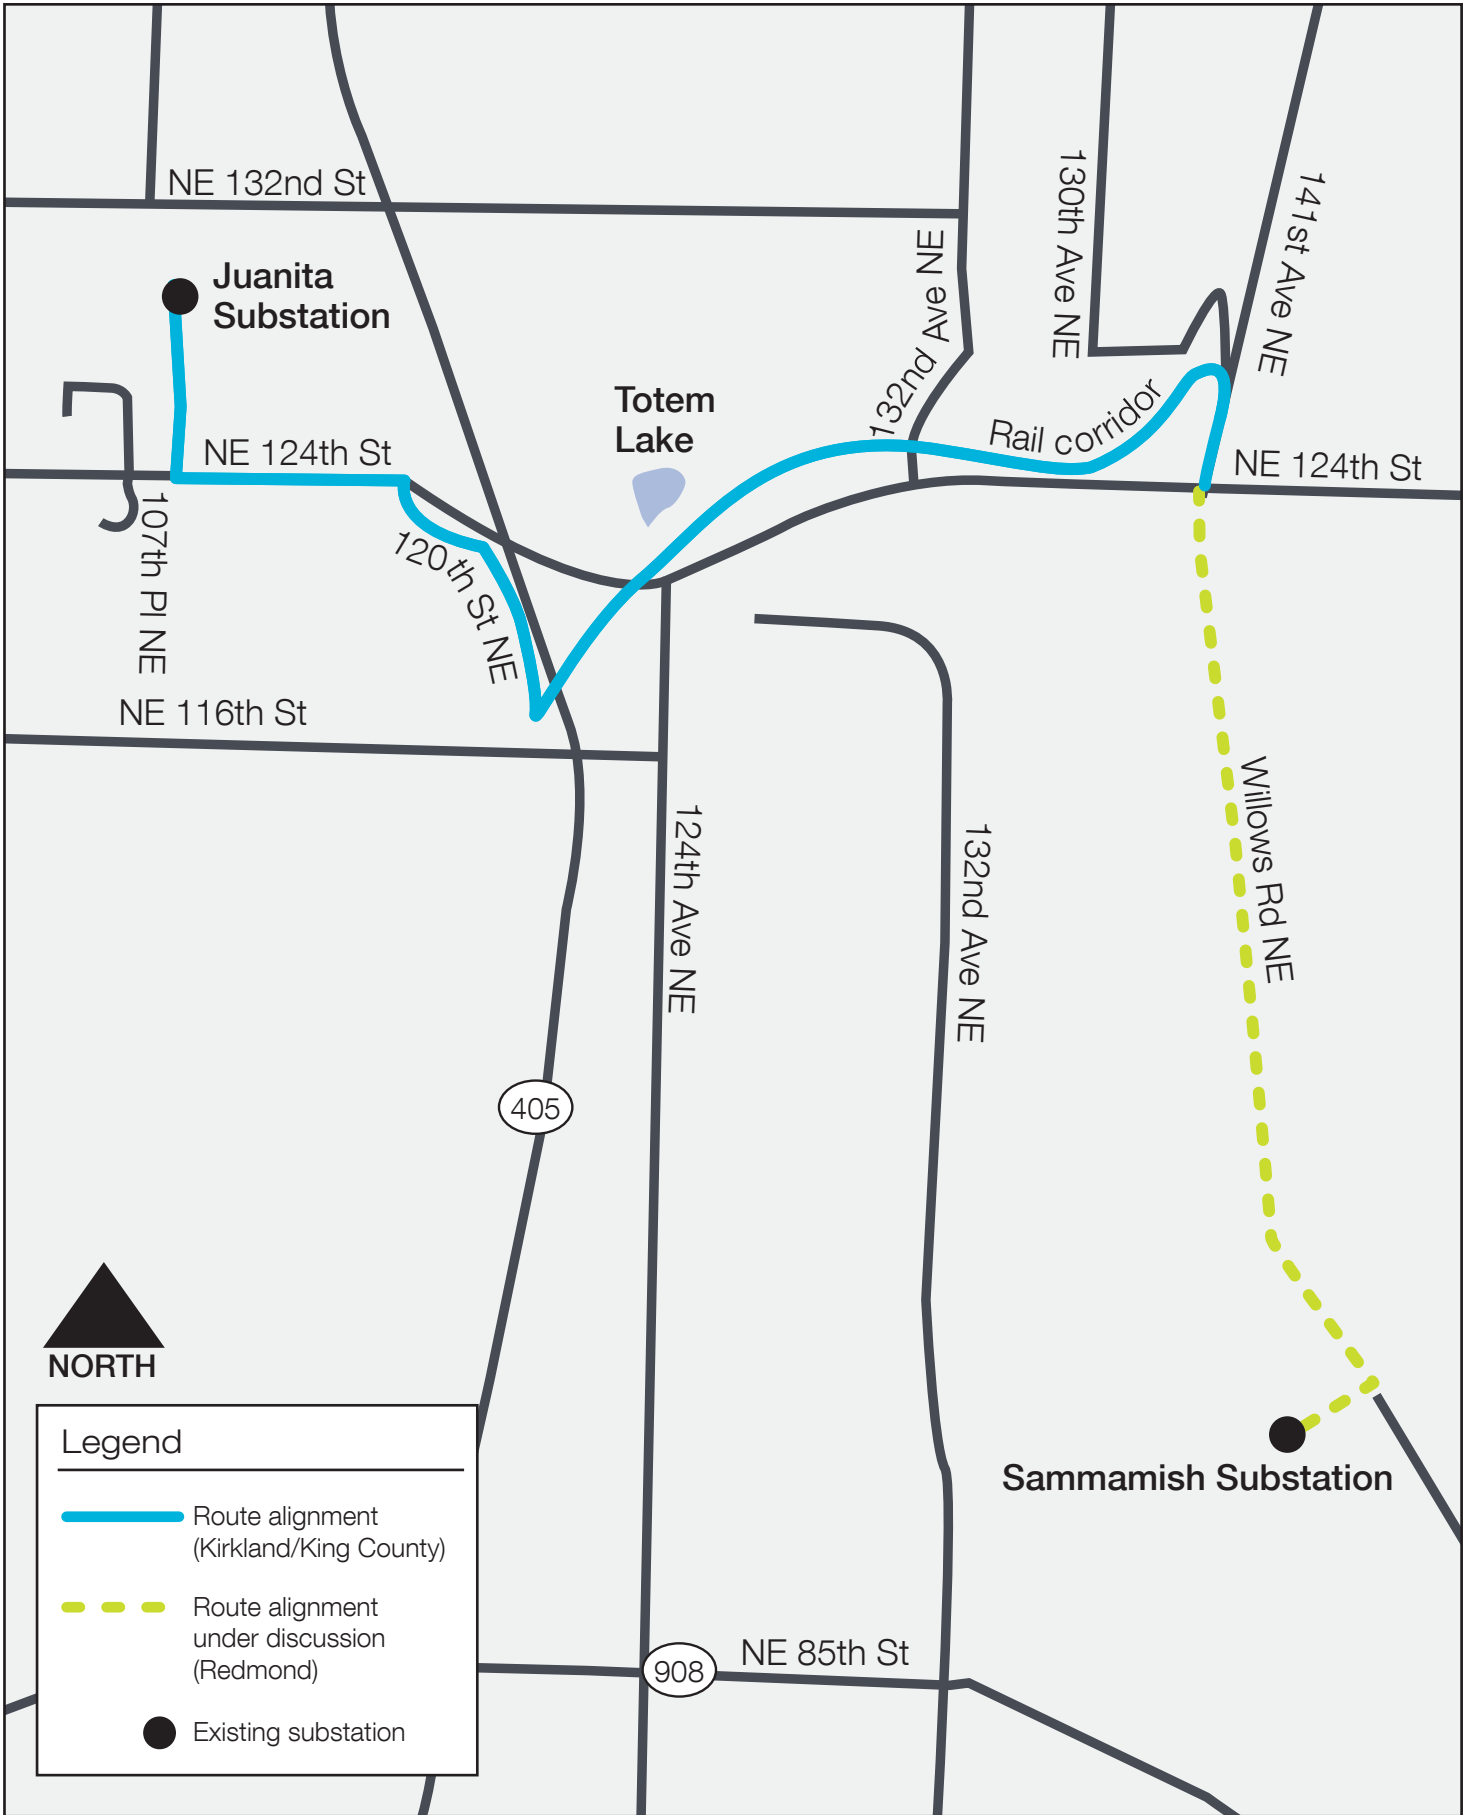 NE 132nd St
Juanita
Substation
132nd Ave NE
130th Ave NE
141st Ave NE
Totem
Lake
Rail corridor
NE 124th St
NE 124th St
107th Pl NE
120 th St NE
NE 116th St
124th Ave NE
132nd Ave NE
Willows Rd NE
405
NORTH
Sammamish Substation
Legend
Route alignment
(Kirkland/King County)
Route alignment
under discussion
(Redmond)
Existing substation
908
NE 85th St